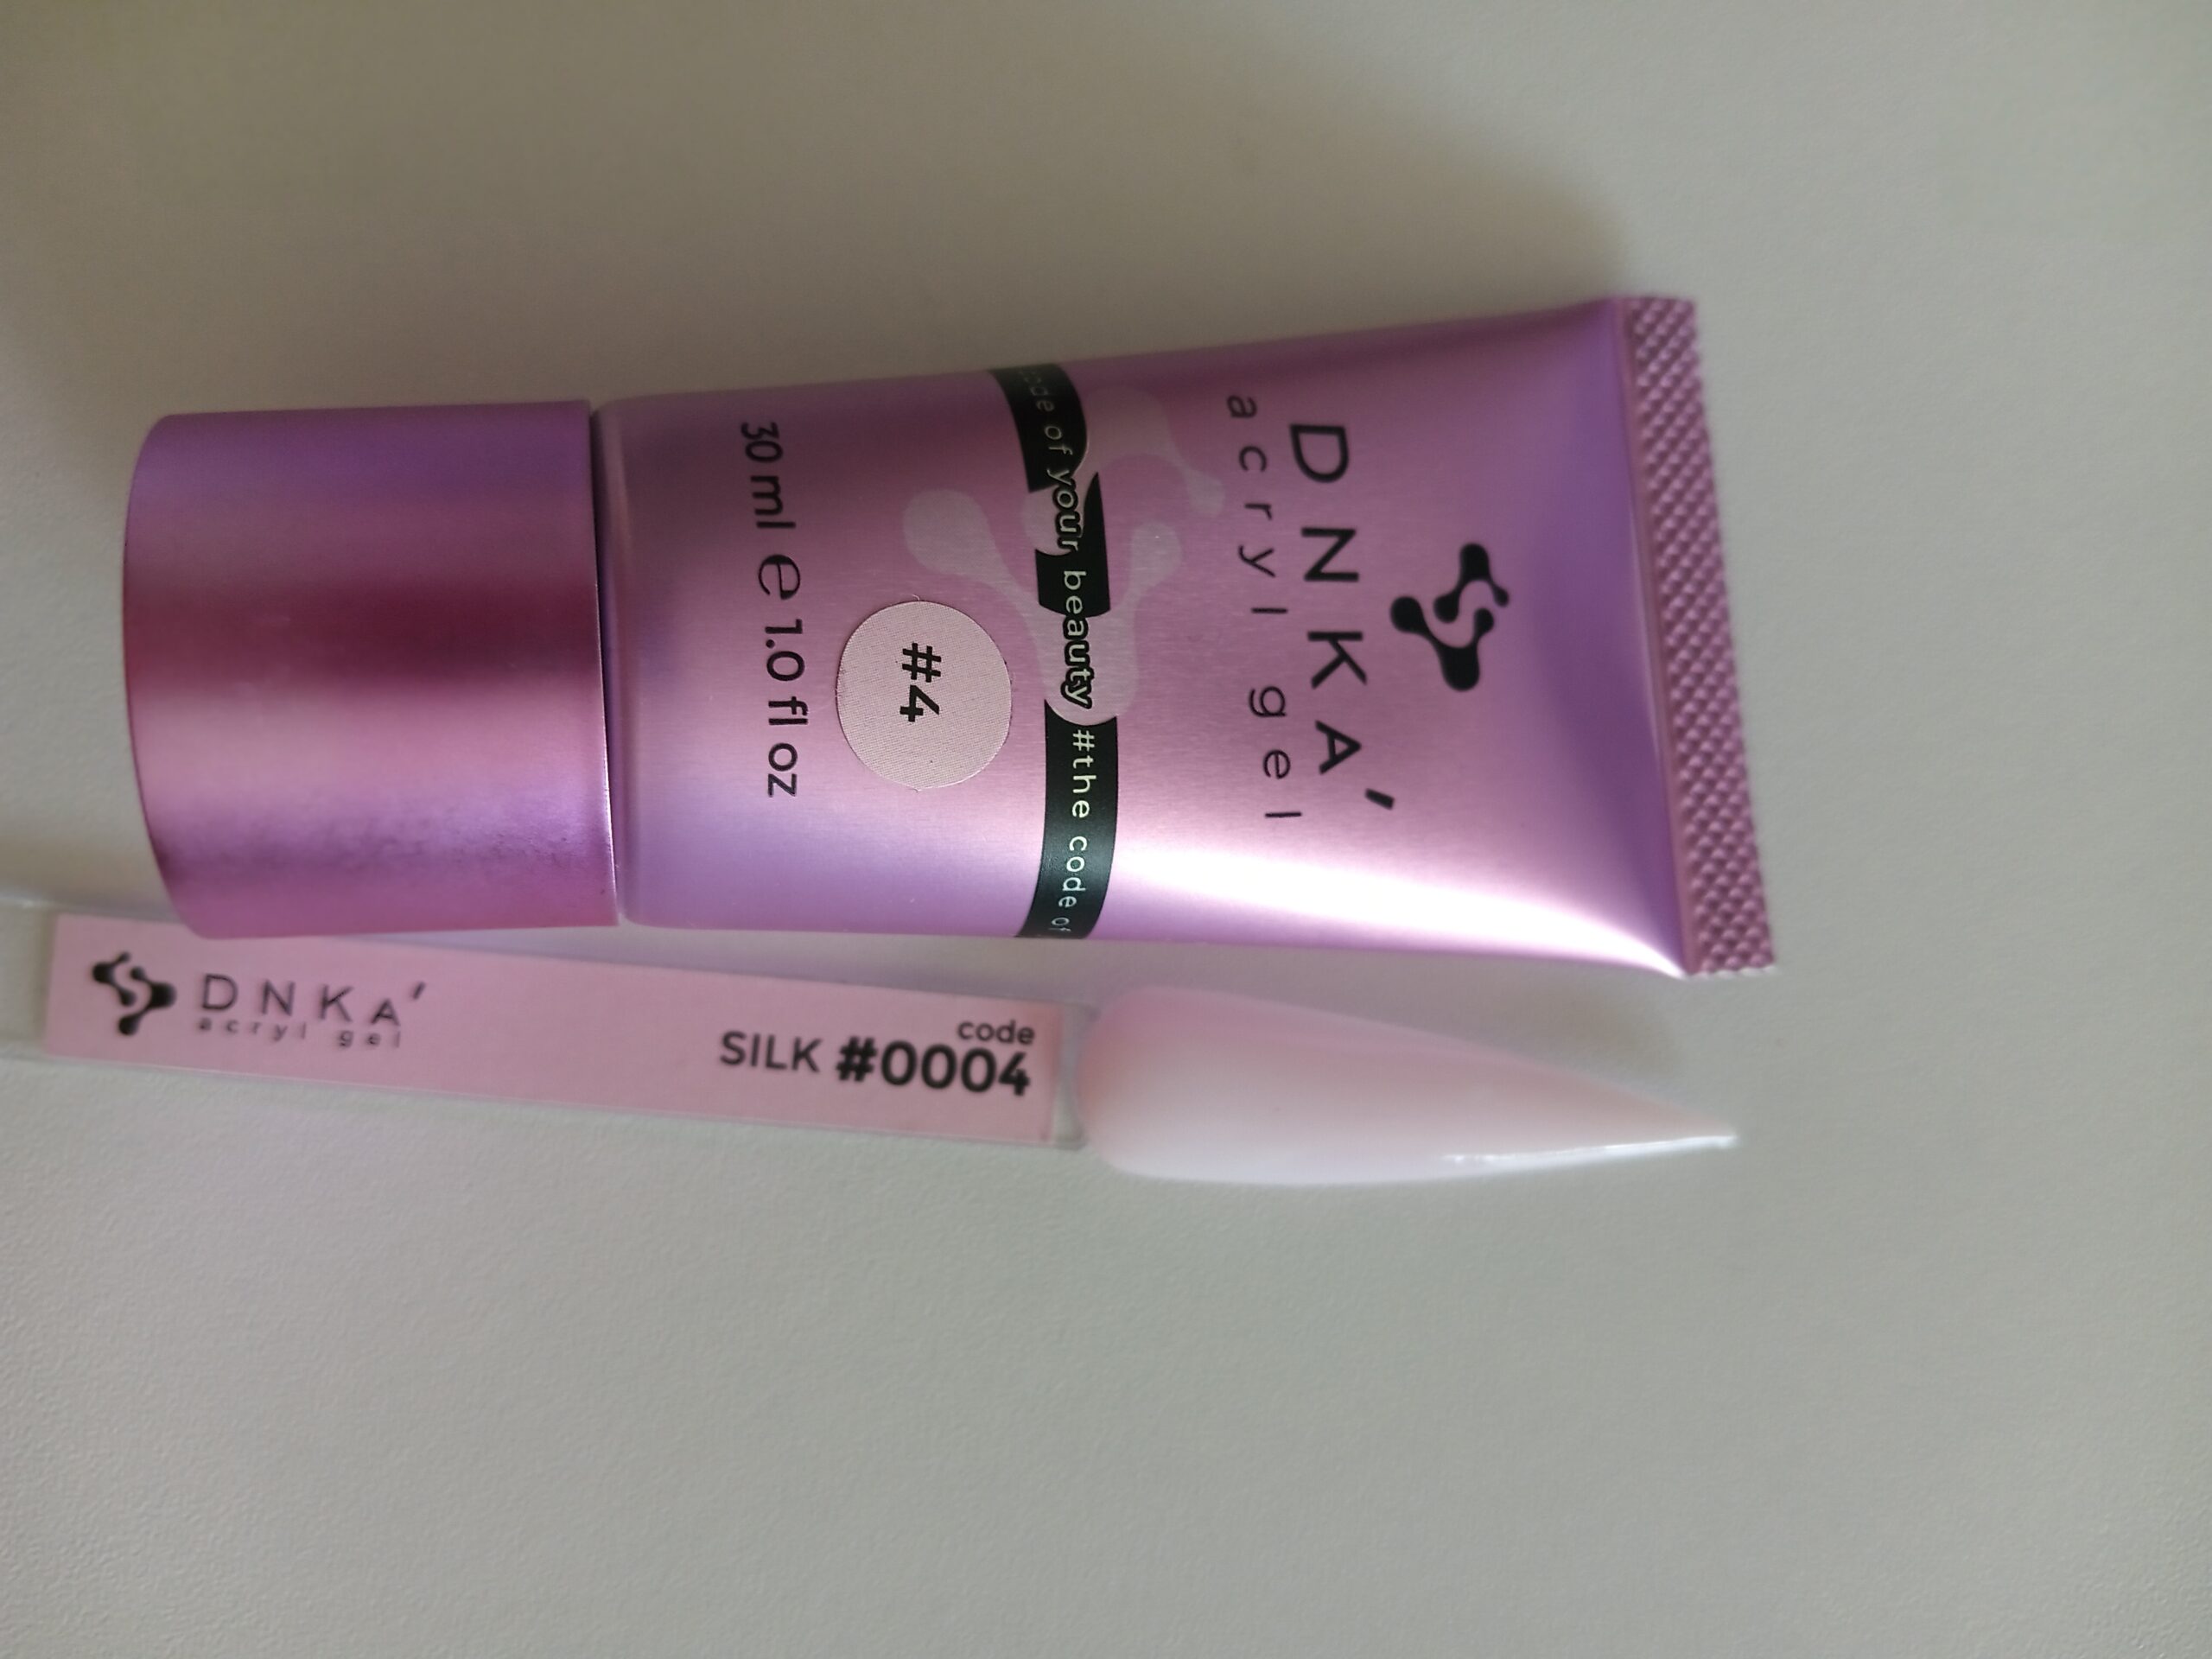 DNKA’
acryl gel
code of your beauty #the code of
#4
30 ml e 1.0 fl oz
DNKA’
acryl gel
code
SILK #0004